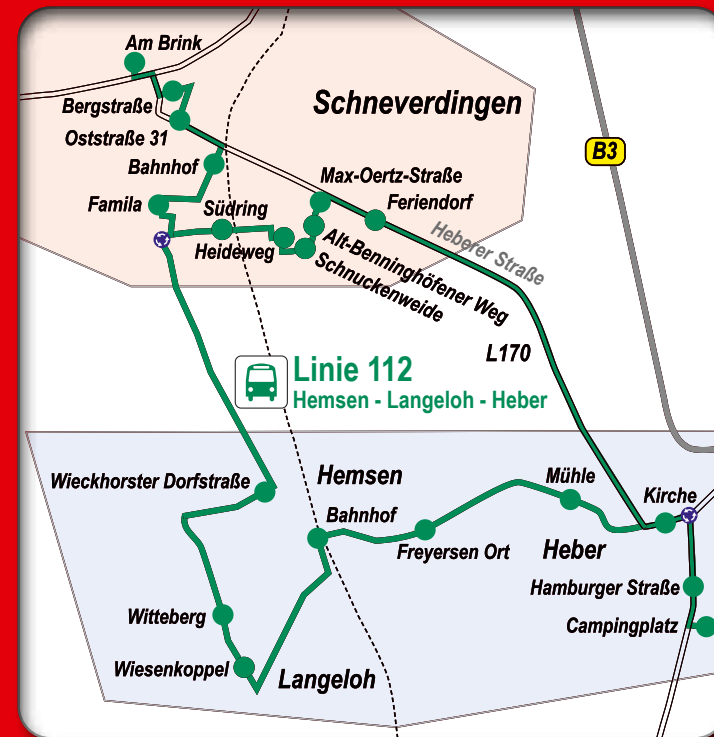 Am Brink
Bergstraße
Schneverdingen
Oststraße 31
B3
Bahnhof
Max-Oertz-Straße
Famila
Südring
Feriendorf
Heberer Straße
Heideweg
Alt-Benninghöfener Weg
Schnuckenweide
L170
Linie 112
Hemsen - Langeloh - Heber
Wieckhorster Dorfstraße
Hemsen
Mühle
Kirche
Bahnhof
Freyersen Ort
Heber
Hamburger Straße
Witteberg
Campingplatz
Wiesenkoppel
Langeloh